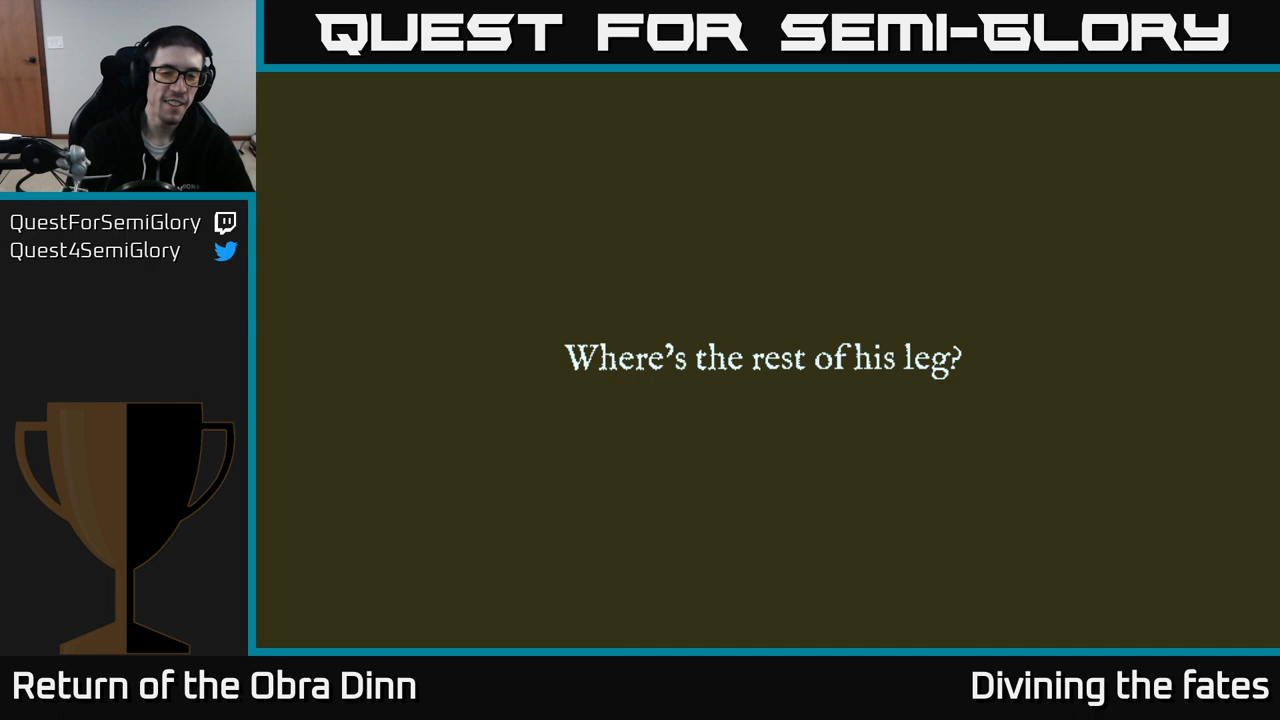 QUEST FOR SEMI-GLORY
QuestForSemiGlory
Quest4SemiGlory
Where's the rest of his leg?
Return of the Obra Dinn
Divining the fates